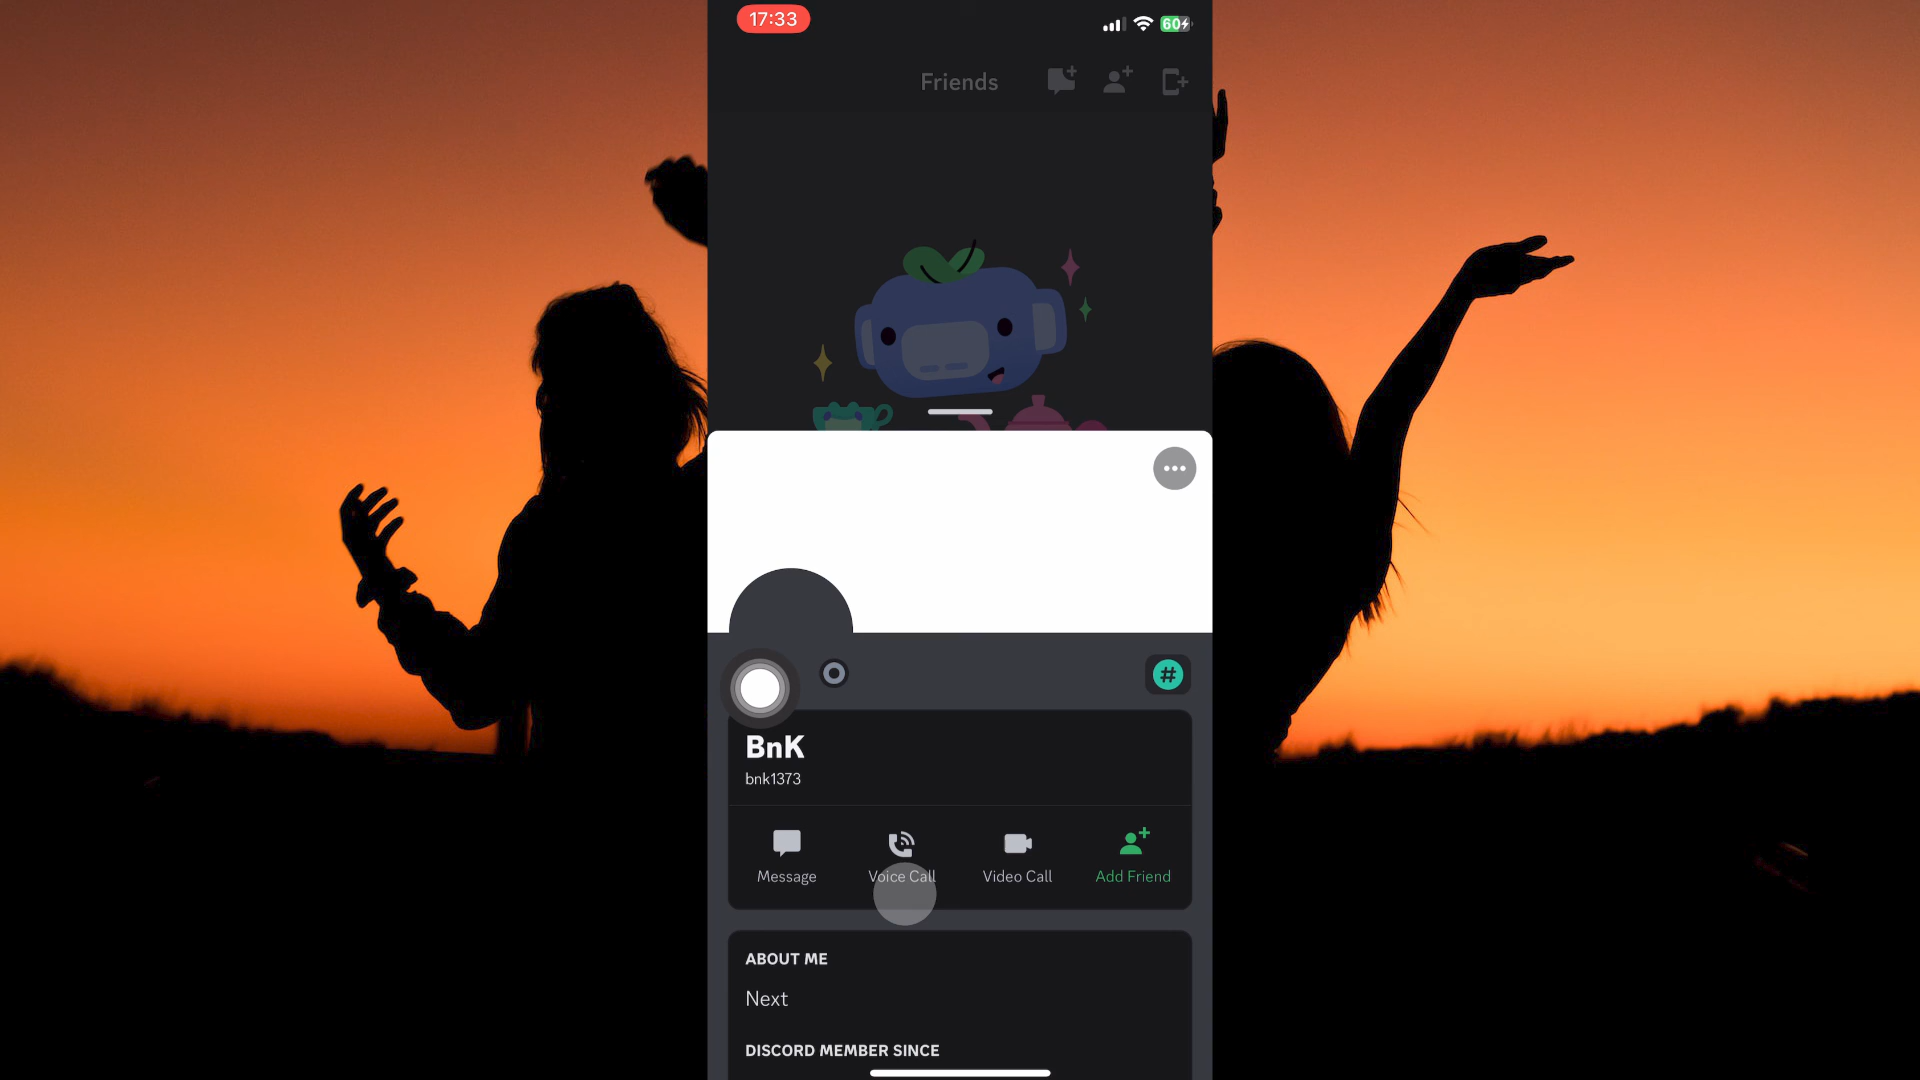 17:33
60
Friends
#
BnK
bnk1373
Message
Voice Call
Video Call
Add Friend
ABOUT ME
Next
DISCORD MEMBER SINCE